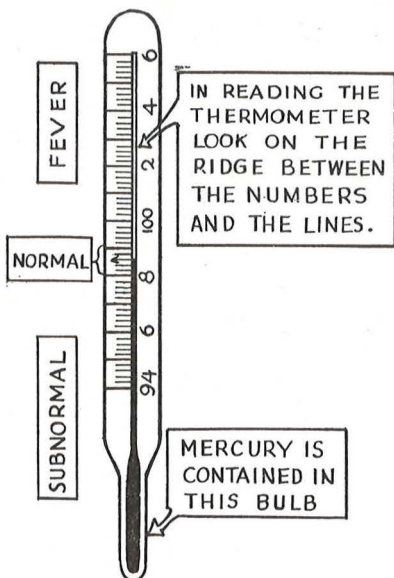 FEVER
NORMAL
SUBNORMAL
6
4
2
100
8
6
94
IN READING THE
THERMOMETER
LOOK ON THE
RIDGE BETWEEN
THE NUMBERS
AND THE LINES.
MERCURY IS
CONTAINED IN
THIS BULB